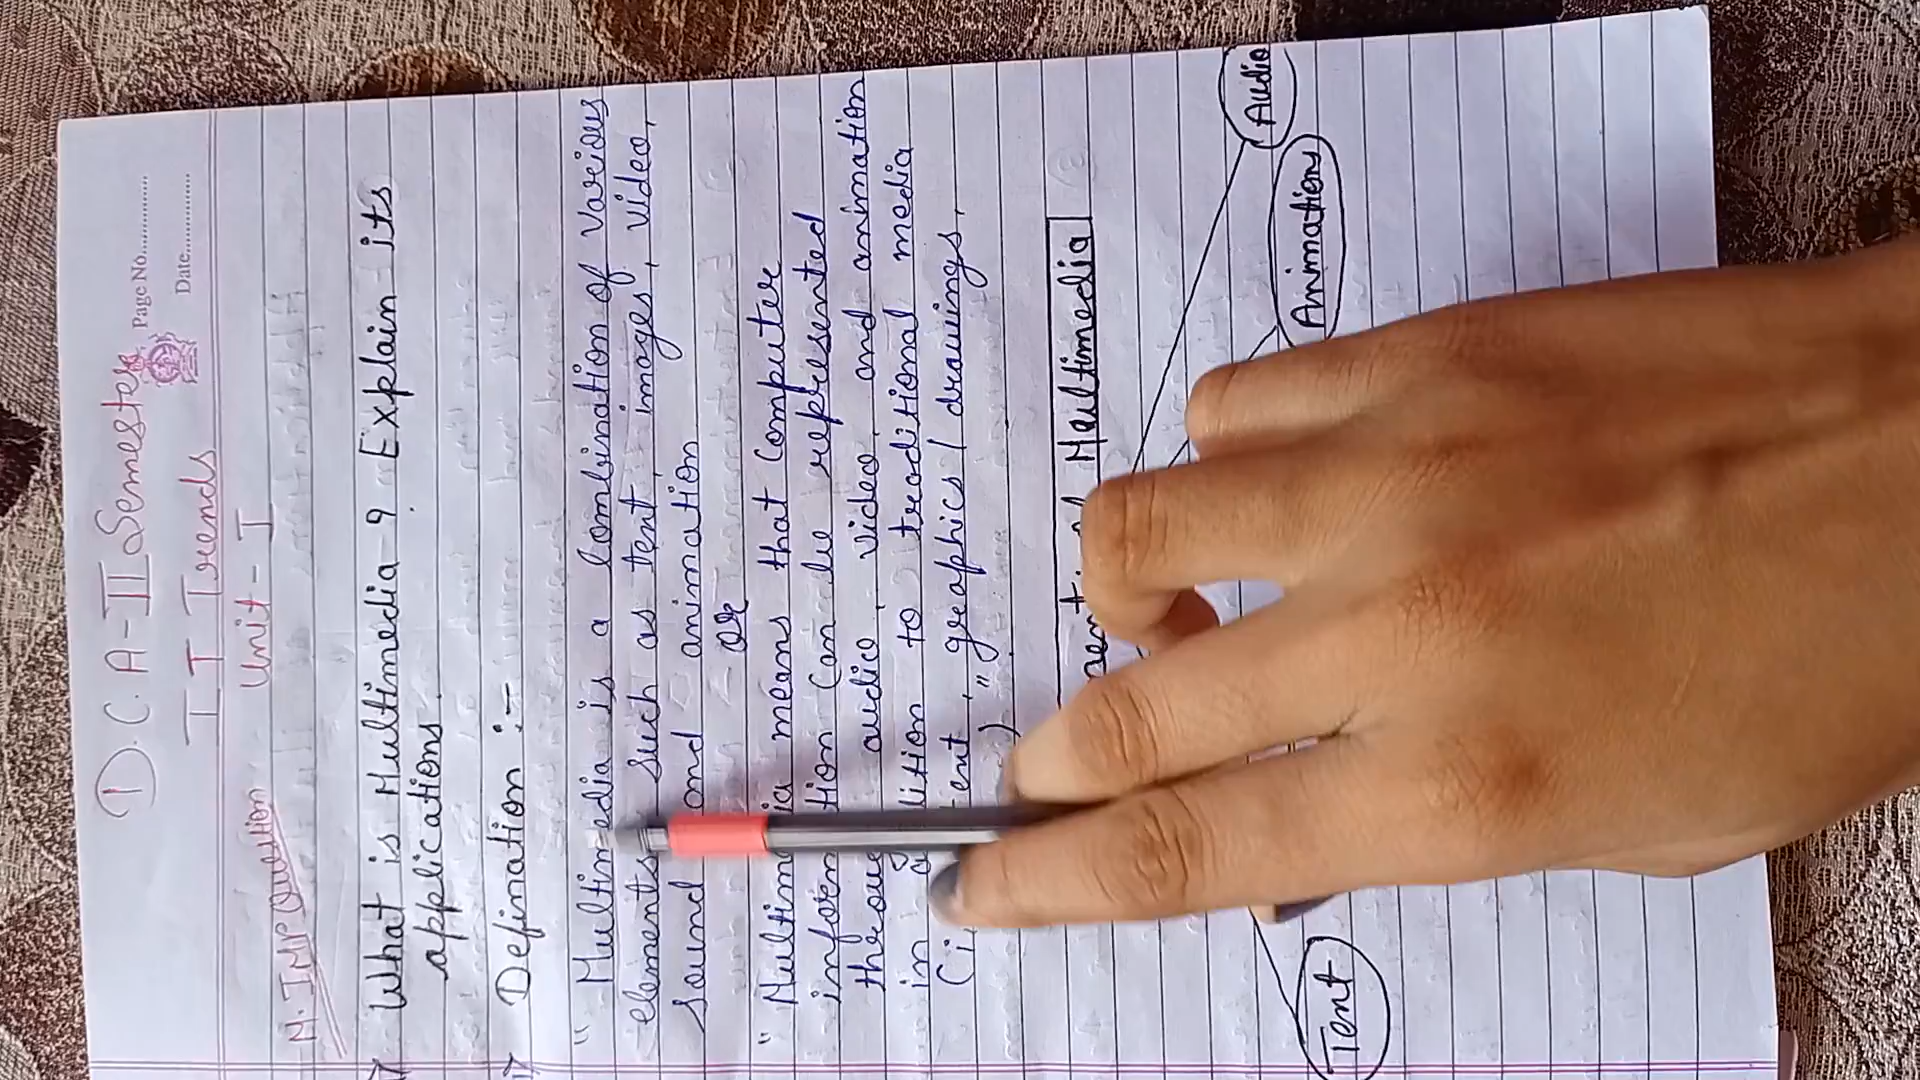 D.C.A-II Semester
Page No.
I T Trends
Date
Unit-I
M. IMP Question
What is Multimedia ? Explain its
applications.
Defination :-
"Multimedia is a Combination of Various
elements such as text, images, video,
sound and animation
or
"Multimedia means that Computer
information Can be represented
through audio, video, and animation
in addition to traditional media
text, "graphics / drawings,
of Multimedia
Audio
Animations
Text